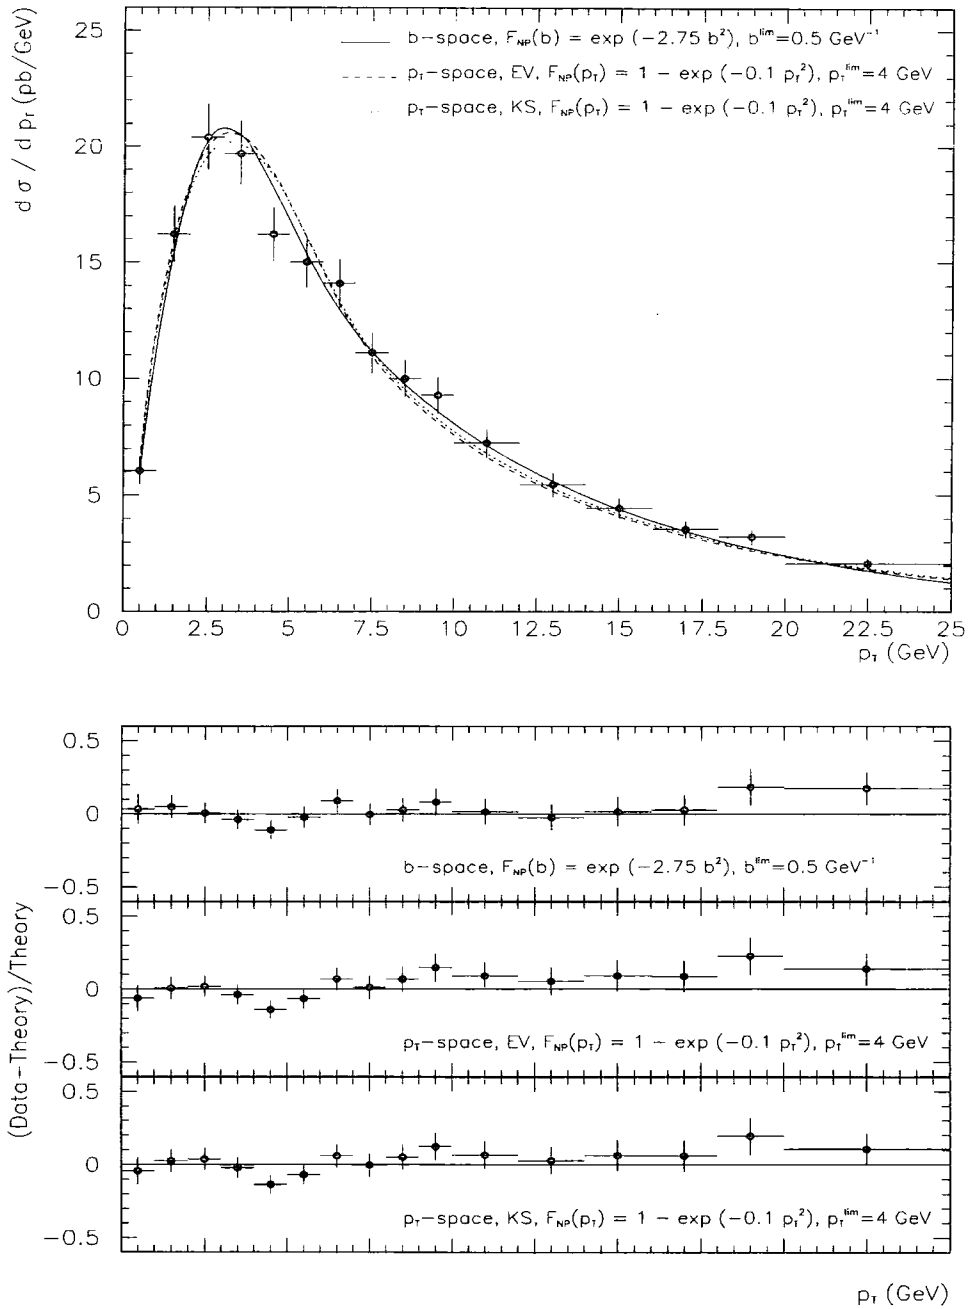 25
20
15
10
5
0
d σ / d p_T (pb/GeV)
b-space, F_NP(b) = exp (-2.75 b²), b^lim=0.5 GeV⁻¹
p_T-space, EV, F_NP(p_T) = 1 - exp (-0.1 p_T²), p_T^lim=4 GeV
p_T-space, KS, F_NP(p_T) = 1 - exp (-0.1 p_T²), p_T^lim=4 GeV
0 2.5 5 7.5 10 12.5 15 17.5 20 22.5 25
p_T (GeV)
(Data-Theory)/Theory
0.5
0
-0.5
b-space, F_NP(b) = exp (-2.75 b²), b^lim=0.5 GeV⁻¹
0.5
0
-0.5
p_T-space, EV, F_NP(p_T) = 1 - exp (-0.1 p_T²), p_T^lim=4 GeV
0.5
0
-0.5
p_T-space, KS, F_NP(p_T) = 1 - exp (-0.1 p_T²), p_T^lim=4 GeV
p_T (GeV)